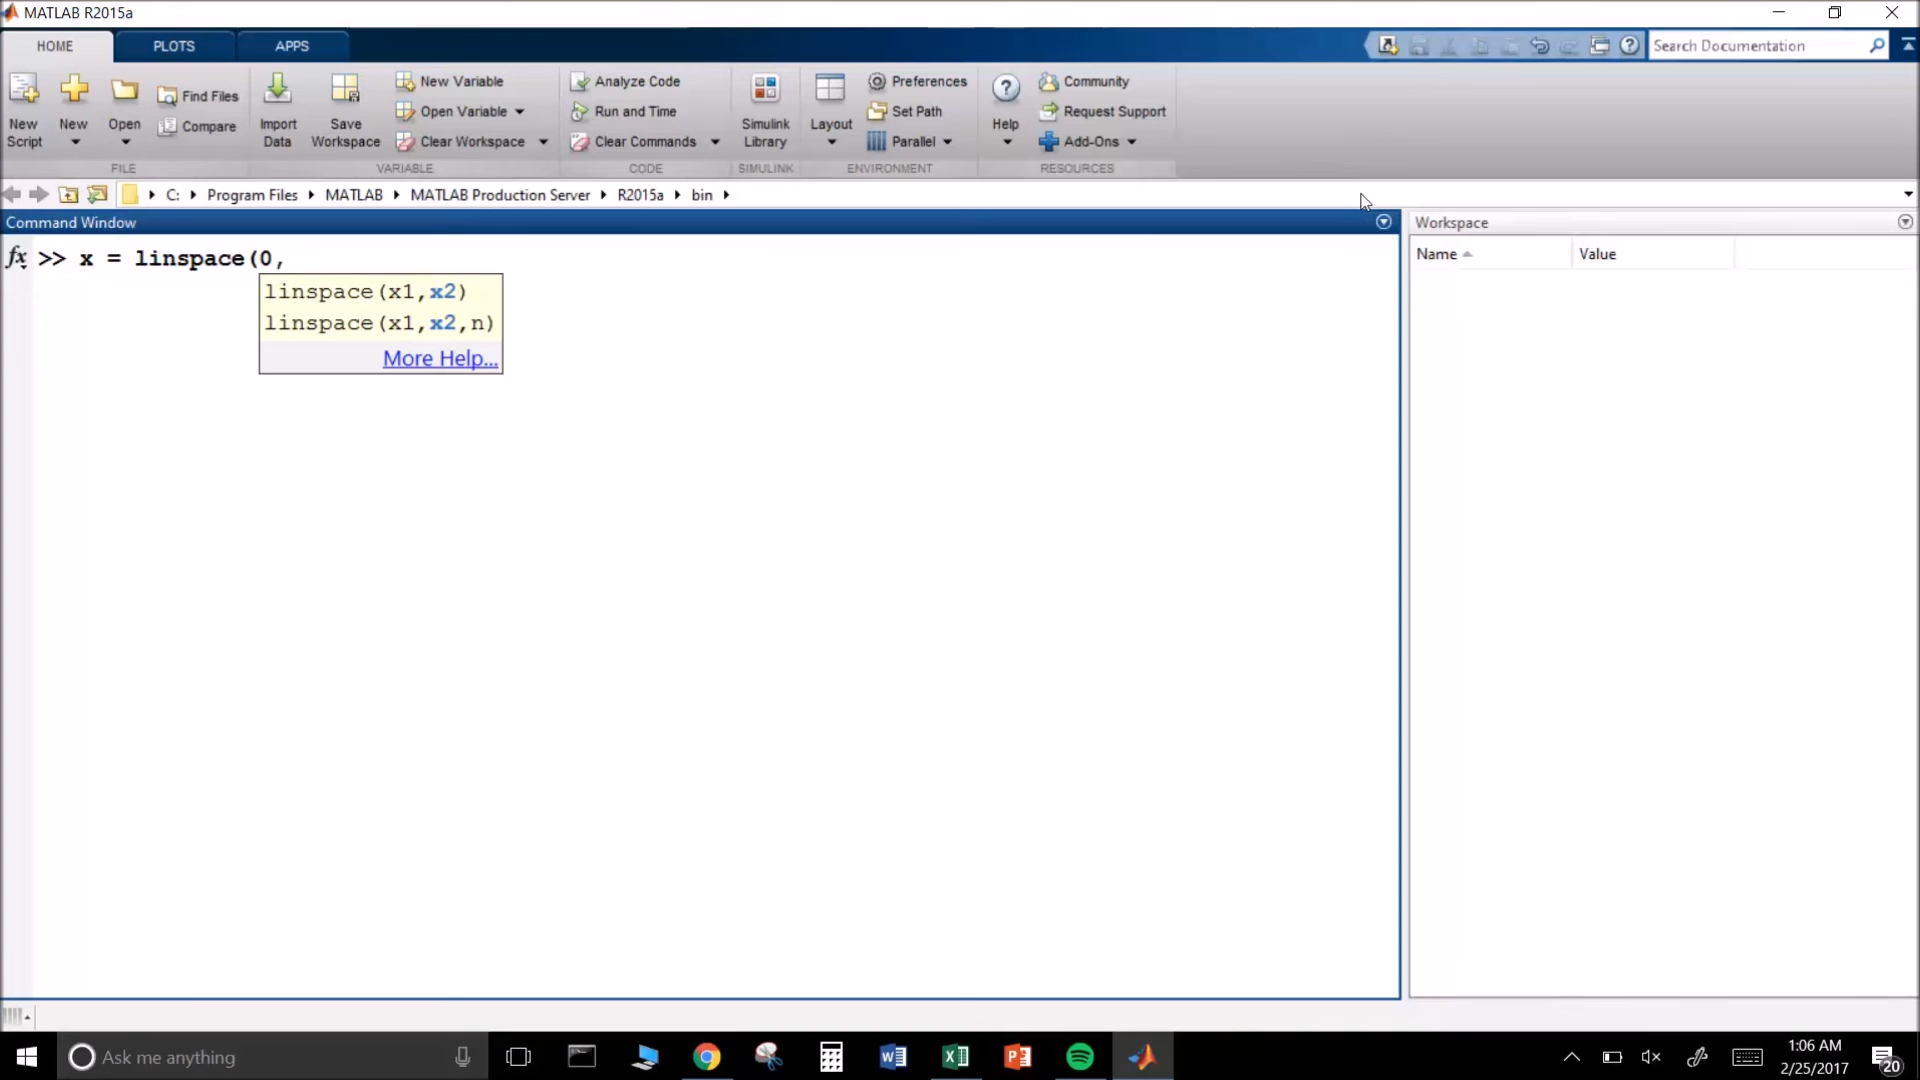 MATLAB R2015a
HOME PLOTS APPS
Search Documentation
New Script
New
Open
Find Files
Compare
Import Data
Save Workspace
New Variable
Open Variable
Clear Workspace
Analyze Code
Run and Time
Clear Commands
Simulink Library
Layout
Preferences
Set Path
Parallel
Help
Community
Request Support
Add-Ons
FILE VARIABLE CODE SIMULINK ENVIRONMENT RESOURCES
C: Program Files MATLAB MATLAB Production Server R2015a bin
Command Window
Workspace
Name Value
fx >> x = linspace(0,
linspace(x1,x2)
linspace(x1,x2,n)
More Help...
Ask me anything
1:06 AM
2/25/2017
20